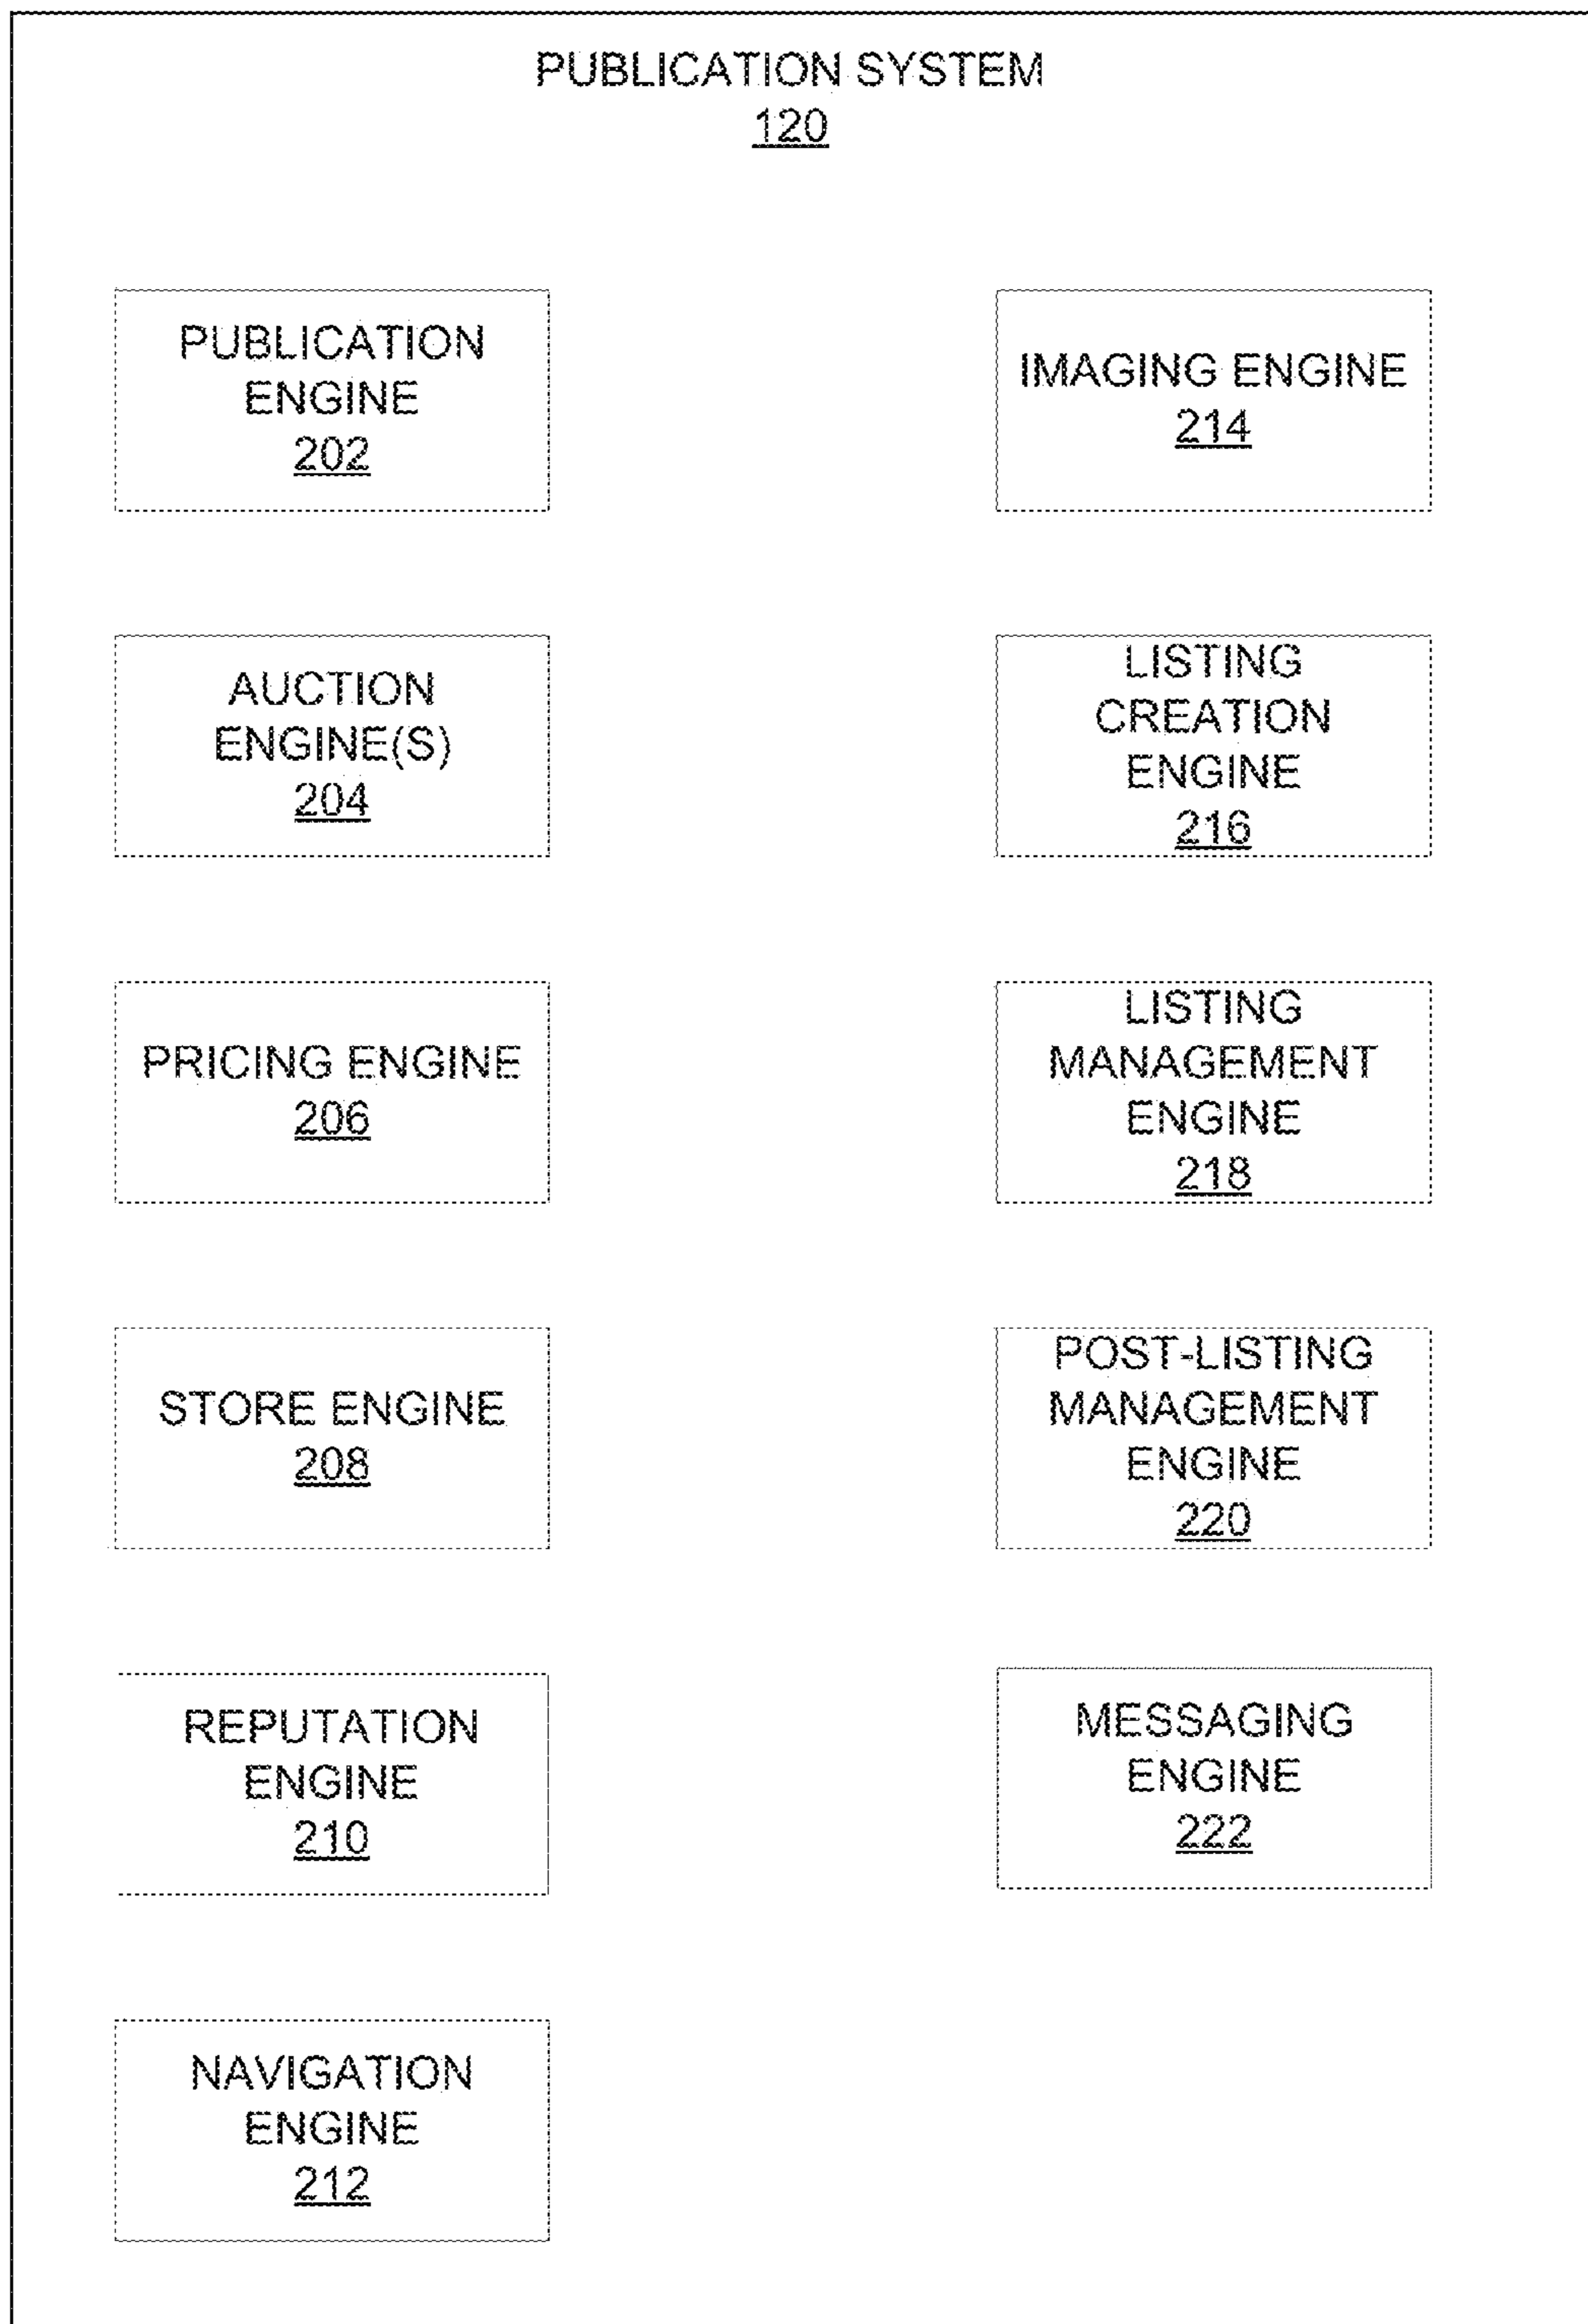 PUBLICATION SYSTEM
120
PUBLICATION
ENGINE
202
AUCTION
ENGINE(S)
204
PRICING ENGINE
206
STORE ENGINE
208
REPUTATION
ENGINE
210
NAVIGATION
ENGINE
212
IMAGING ENGINE
214
LISTING
CREATION
ENGINE
216
LISTING
MANAGEMENT
ENGINE
218
POST-LISTING
MANAGEMENT
ENGINE
220
MESSAGING
ENGINE
222